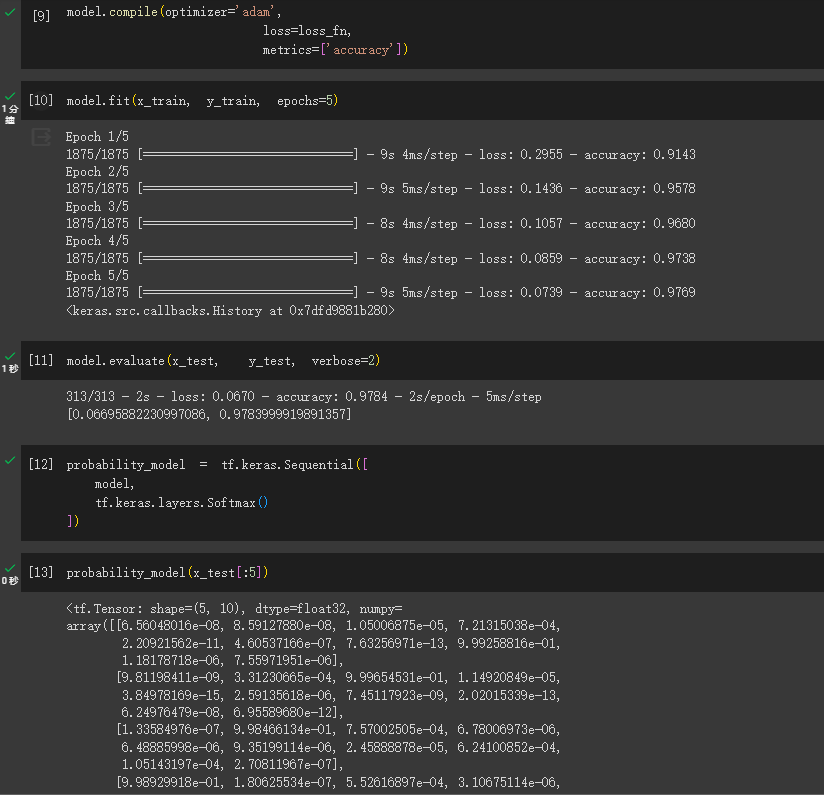 [9] model.compile(optimizer='adam',
loss=loss_fn,
metrics=['accuracy'])
[10] model.fit(x_train, y_train, epochs=5)
1分鐘
Epoch 1/5
1875/1875 [==============================] - 9s 4ms/step - loss: 0.2955 - accuracy: 0.9143
Epoch 2/5
1875/1875 [==============================] - 9s 5ms/step - loss: 0.1436 - accuracy: 0.9578
Epoch 3/5
1875/1875 [==============================] - 8s 4ms/step - loss: 0.1057 - accuracy: 0.9680
Epoch 4/5
1875/1875 [==============================] - 8s 4ms/step - loss: 0.0859 - accuracy: 0.9738
Epoch 5/5
1875/1875 [==============================] - 9s 5ms/step - loss: 0.0739 - accuracy: 0.9769
<keras.src.callbacks.History at 0x7dfd9881b280>
[11] model.evaluate(x_test, y_test, verbose=2)
1秒
313/313 - 2s - loss: 0.0670 - accuracy: 0.9784 - 2s/epoch - 5ms/step
[0.06695882230997086, 0.9783999919891357]
[12] probability_model = tf.keras.Sequential([
model,
tf.keras.layers.Softmax()
])
[13] probability_model(x_test[:5])
0秒
<tf.Tensor: shape=(5, 10), dtype=float32, numpy=
array([[6.56048016e-08, 8.59127880e-08, 1.05006875e-05, 7.21315038e-04,
2.20921562e-11, 4.60537166e-07, 7.63256971e-13, 9.99258816e-01,
1.18178718e-06, 7.55971951e-06],
[9.81198411e-09, 3.31230665e-04, 9.99654531e-01, 1.14920849e-05,
3.84978169e-15, 2.59135618e-06, 7.45117923e-09, 2.02015339e-13,
6.24976479e-08, 6.95589680e-12],
[1.33584976e-07, 9.98466134e-01, 7.57002505e-04, 6.78006973e-06,
6.48885998e-06, 9.35199114e-06, 2.45888878e-05, 6.24100852e-04,
1.05143197e-04, 2.70811967e-07],
[9.98929918e-01, 1.80625534e-07, 5.52616897e-04, 3.10675114e-06,